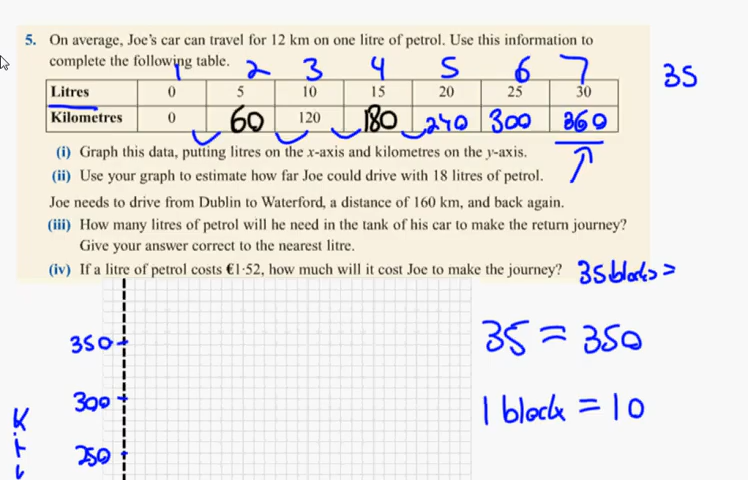 5. On average, Joe's car can travel for 12 km on one litre of petrol. Use this information to
complete the following table.
1 2 3 4 5 6 7 35
Litres 0 5 10 15 20 25 30
Kilometres 0 60 120 180 240 300 360
(i) Graph this data, putting litres on the x-axis and kilometres on the y-axis.
(ii) Use your graph to estimate how far Joe could drive with 18 litres of petrol.
Joe needs to drive from Dublin to Waterford, a distance of 160 km, and back again.
(iii) How many litres of petrol will he need in the tank of his car to make the return journey?
Give your answer correct to the nearest litre.
(iv) If a litre of petrol costs €1·52, how much will it cost Joe to make the journey?
35 blocks =
35 = 350
350
300
1 block = 10
250
K
i